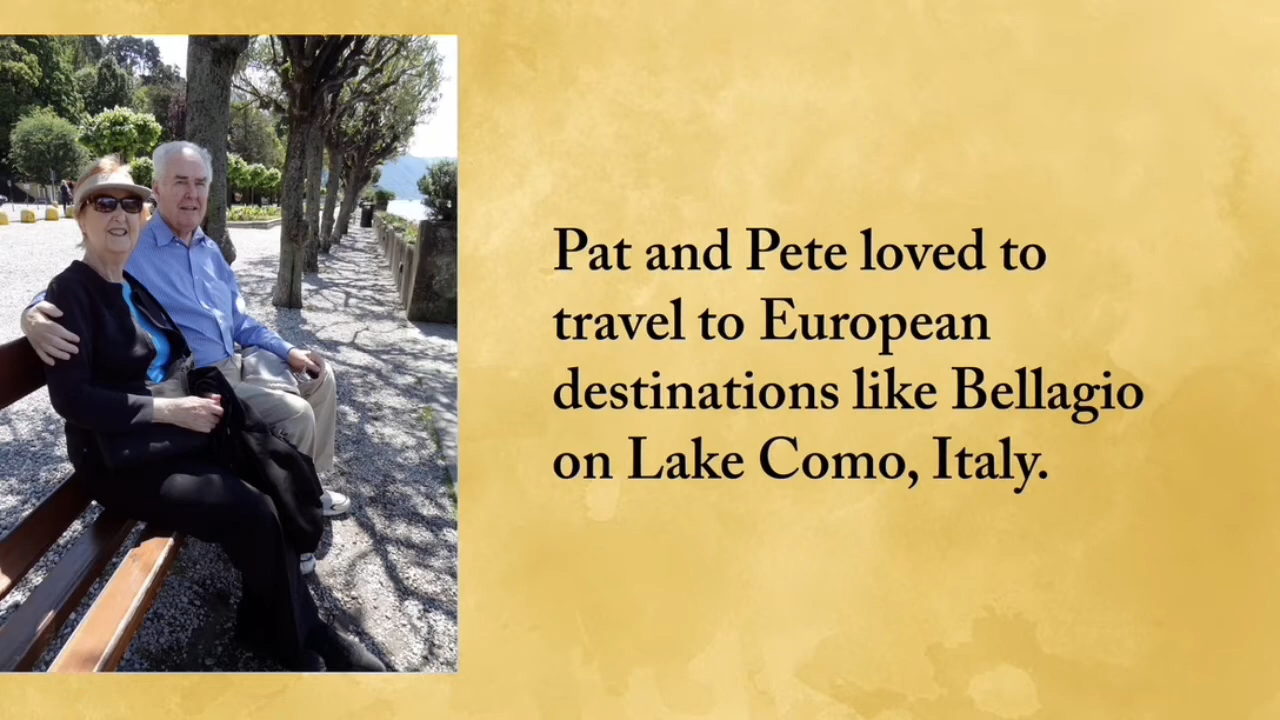 Pat and Pete loved to
travel to European
destinations like Bellagio
on Lake Como, Italy.